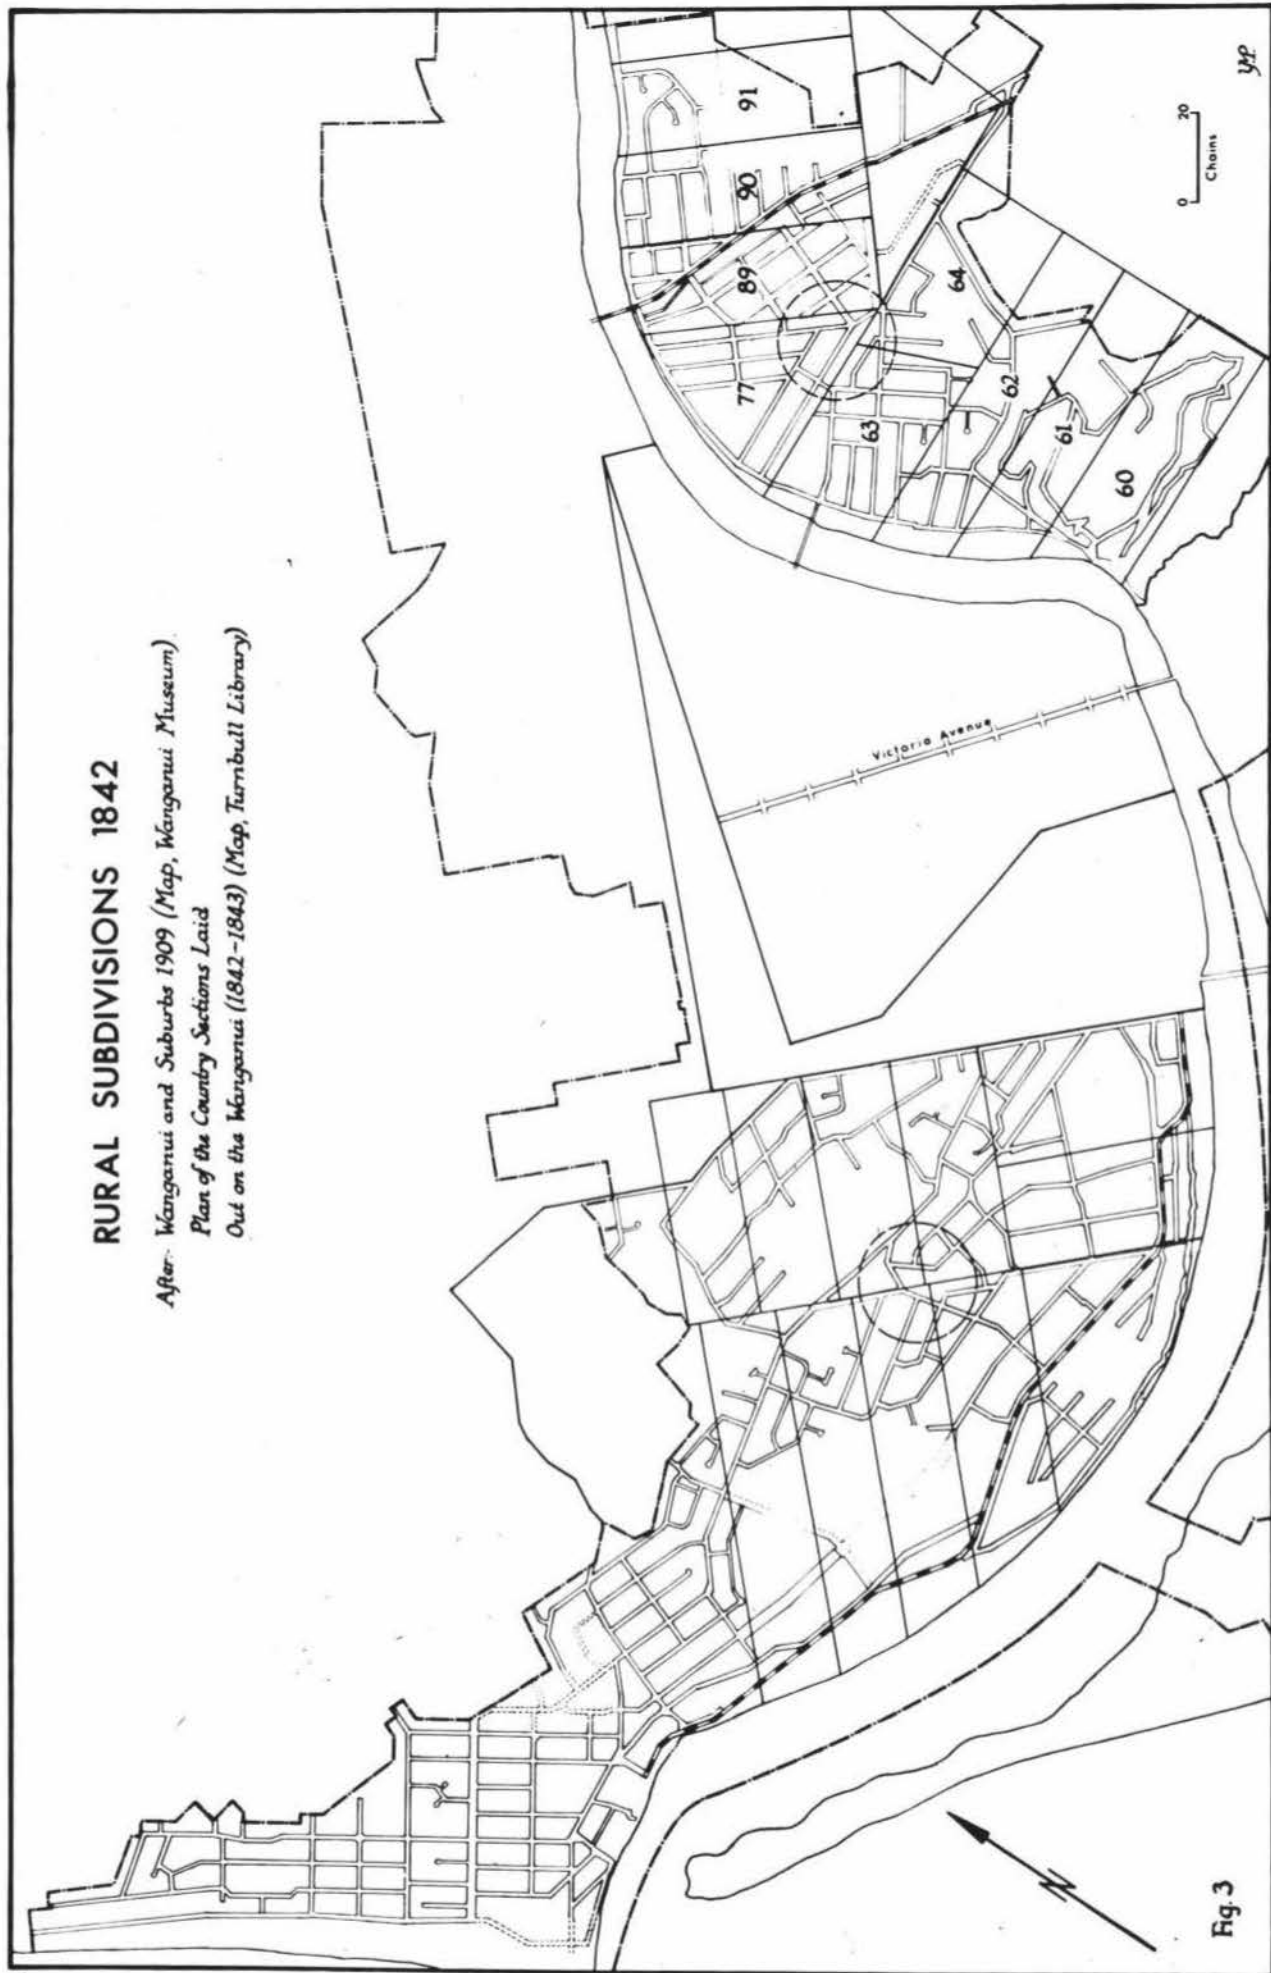 RURAL SUBDIVISIONS 1842
After:- Wanganui and Suburbs 1909 (Map, Wanganui Museum).
Plan of the Country Sections Laid
Out on the Wanganui (1842-1843) (Map, Turnbull Library)
91
90
89
77
64
63
62
61
60
Victoria Avenue
0 20
Chains
N
Fig. 3